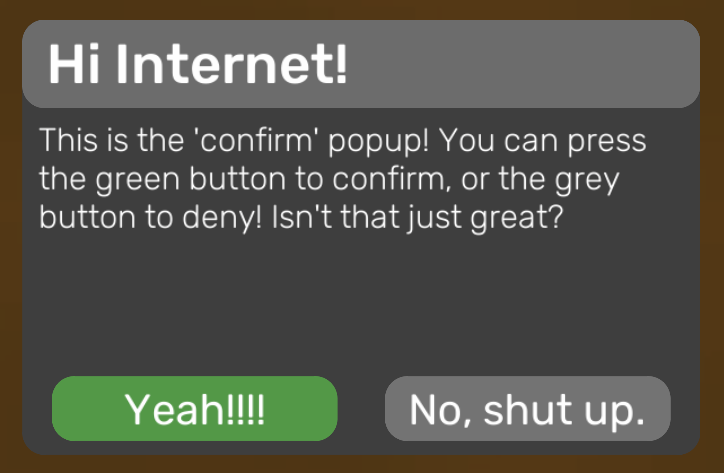 Hi Internet!
This is the 'confirm' popup! You can press
the green button to confirm, or the grey
button to deny! Isn't that just great?
Yeah!!!!
No, shut up.